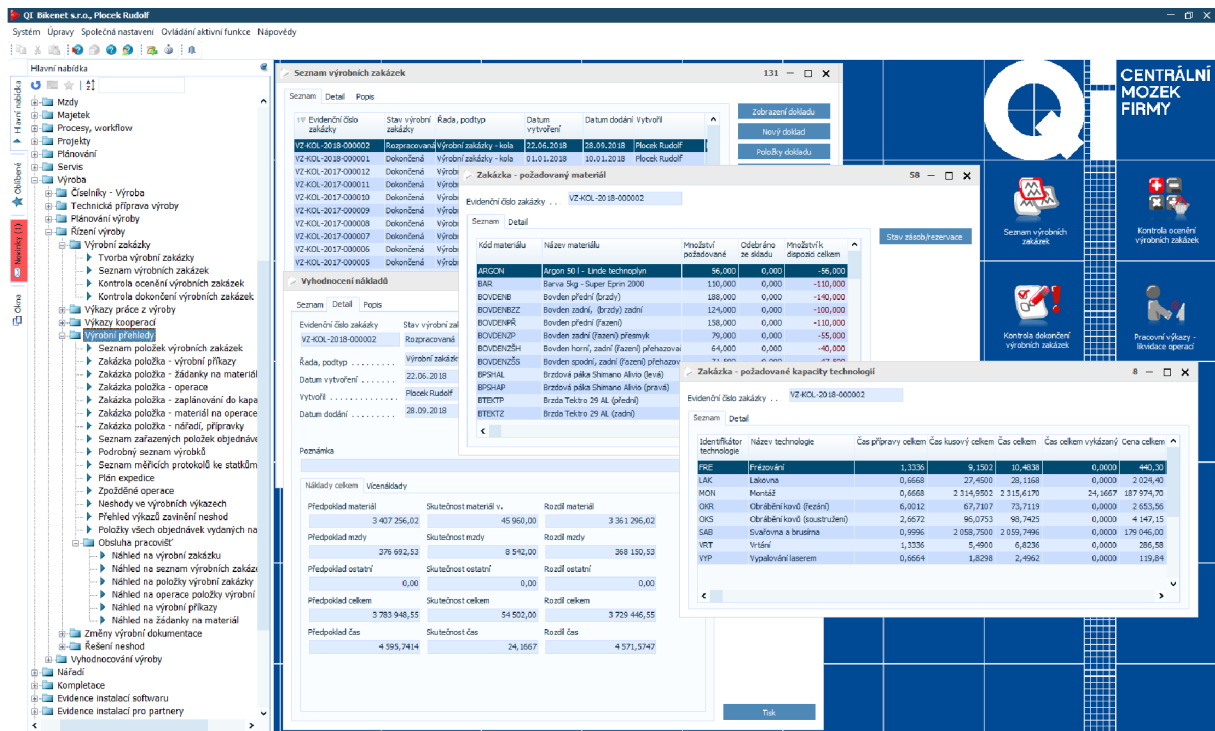 QI Bikenet s.r.o., Plocek Rudolf
Systém Úpravy Společná nastavení Ovládání aktivní funkce Nápovědy
Hlavní nabídka
Hlavní nabídka
Oblíbené
Novinky (1)
Okna
Mzdy
Majetek
Procesy, workflow
Projekty
Plánování
Servis
Výroba
Číselníky - Výroba
Technická příprava výroby
Plánování výroby
Řízení výroby
Výrobní zakázky
Tvorba výrobní zakázky
Seznam výrobních zakázek
Kontrola ocenění výrobních zakázek
Kontrola dokončení výrobních zakázek
Výkazy práce z výroby
Výkazy kooperací
Výrobní přehledy
Seznam položek výrobních zakázek
Zakázka položka - výrobní příkazy
Zakázka položka - žádanky na materiál
Zakázka položka - operace
Zakázka položka - zaplánování do kapa
Zakázka položka - materiál na operace
Zakázka položka - nářadí, přípravky
Seznam zařazených položek objednáve
Podrobný seznam výrobků
Seznam měřicích protokolů ke statkům
Plán expedice
Zpožděné operace
Neshody ve výrobních výkazech
Přehled výkazů zavinění neshod
Položky všech objednávek vydaných na
Obsluha pracovišť
Náhled na výrobní zakázku
Náhled na seznam výrobních zakáz
Náhled na položky výrobní zakázky
Náhled na operace položky výrobní
Náhled na výrobní příkazy
Náhled na žádanky na materiál
Změny výrobní dokumentace
Řešení neshod
Vyhodnocování výroby
Nářadí
Kompletace
Evidence instalací softwaru
Evidence instalací pro partnery
Seznam výrobních zakázek 131
Seznam Detail Popis
Evidenční číslo zakázky Stav výrobní zakázky Řada, podtyp Datum vytvoření Datum dodání Vytvořil
VZ-KOL-2018-000002 Rozpracovaná Výrobní zakázky - kola 22.06.2018 28.09.2018 Plocek Rudolf
VZ-KOL-2018-000001 Dokončená Výrobní zakázky - kola 01.01.2018 10.01.2018 Plocek Rudolf
VZ-KOL-2017-000012 Dokončená Výrob
VZ-KOL-2017-000011 Dokončená Výrob
VZ-KOL-2017-000010 Dokončená Výrob
VZ-KOL-2017-000009 Dokončená Výrob
VZ-KOL-2017-000008 Dokončená Výrob
VZ-KOL-2017-000007 Dokončená Výrob
VZ-KOL-2017-000006 Dokončená Výrob
VZ-KOL-2017-000005 Dokončená Výrob
Zobrazení dokladu
Nový doklad
Položky dokladu
Zakázka - požadovaný materiál 58
Evidenční číslo zakázky . . VZ-KOL-2018-000002
Seznam Detail
Stav zásob/rezervace
Kód materiálu Název materiálu Množství požadované Odebráno ze skladu Množství k dispozici celkem
ARGON Argon 50 l - Linde technoplyn 56,000 0,000 -56,000
BAR Barva 5kg - Super Eprin 2000 110,000 0,000 -110,000
BOVDENB Bovden přední (brzdy) 188,000 0,000 -140,000
BOVDENBZZ Bovden zadní, (brzdy) zadní 124,000 0,000 -100,000
BOVDENPŘ Bovden přední (řazení) 158,000 0,000 -110,000
BOVDENZP Bovden zadní (řazení) přesmyk 79,000 0,000 -55,000
BOVDENZŠH Bovden horní, zadní (řazení) přehazovač 64,000 0,000 -40,000
BOVDENZŠS Bovden spodní, zadní (řazení) přehazov 71,500 0,000 -47,500
BPSHAL Brzdová páka Shimano Alivio (levá)
BPSHAP Brzdová páka Shimano Alivio (pravá)
BTEKTP Brzda Tektro 29 AL (přední)
BTEKTZ Brzda Tektro 29 AL (zadní)
Vyhodnocení nákladů
Seznam Detail Popis
Evidenční číslo zakázky Stav výrobní zal
VZ-KOL-2018-000002 Rozpracovaná
Řada, podtyp . . . . . . . Výrobní zakázk
Datum vytvoření . . . . . 22.06.2018
Vytvořil . . . . . . . . . . . . Plocek Rudolf
Datum dodání . . . . . . . 28.09.2018
Poznámka
Náklady celkem Vícenáklady
Předpoklad materiál Skutečnost materiál Rozdíl materiál
3 407 256,02 45 960,00 3 361 296,02
Předpoklad mzdy Skutečnost mzdy Rozdíl mzdy
376 692,53 8 542,00 368 150,53
Předpoklad ostatní Skutečnost ostatní Rozdíl ostatní
0,00 0,00 0,00
Předpoklad celkem Skutečnost celkem Rozdíl celkem
3 783 948,55 54 502,00 3 729 446,55
Předpoklad čas Skutečnost čas Rozdíl čas
4 595,7414 24,1667 4 571,5747
Tisk
Zakázka - požadované kapacity technologií 8
Evidenční číslo zakázky . . VZ-KOL-2018-000002
Seznam Detail
Identifikátor technologie Název technologie Čas přípravy celkem Čas kusový celkem Čas celkem Čas celkem vykázaný Cena celkem
FRE Frézování 1,3336 9,1502 10,4838 0,0000 440,30
LAK Lakovna 0,6668 27,4500 28,1168 0,0000 2 024,40
MON Montáž 0,6668 2 314,9502 2 315,6170 24,1667 187 974,70
OKR Obrábění kovů (řezání) 6,0012 67,7107 73,7119 0,0000 2 653,56
OKS Obrábění kovů (soustružení) 2,6672 96,0753 98,7425 0,0000 4 147,15
SAB Svařovna a brusírna 0,9996 2 058,7500 2 059,7496 0,0000 179 046,00
VRT Vrtání 1,3336 5,4900 6,8236 0,0000 286,58
VYP Vypalování laserem 0,6664 1,8298 2,4962 0,0000 119,84
CENTRÁLNÍ
MOZEK
FIRMY
Seznam výrobních zakázek
Kontrola ocenění výrobních zakázek
Kontrola dokončení výrobních zakázek
Pracovní výkazy - likvidace operací